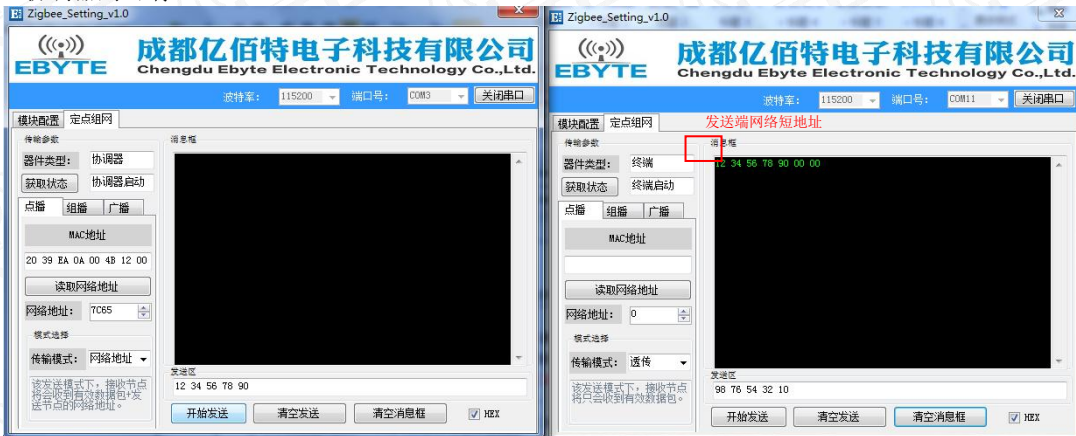 Zigbee_Setting_v1.0
EBYTE
成都亿佰特电子科技有限公司
Chengdu Ebyte Electronic Technology Co.,Ltd.
波特率： 115200 端口号： COM3 关闭串口
模块配置 定点组网
传输参数
器件类型： 协调器
获取状态 协调器启动
点播 组播 广播
MAC地址
20 39 EA 0A 00 4B 12 00
读取网络地址
网络地址： 7C65
模式选择
传输模式： 网络地址
该发送模式下，接收节点
将会收到有效数据包+发
送节点的网络地址。
消息框
发送区
12 34 56 78 90
开始发送 清空发送 清空消息框 HEX
Zigbee_Setting_v1.0
EBYTE
成都亿佰特电子科技有限公司
Chengdu Ebyte Electronic Technology Co.,Ltd.
波特率： 115200 端口号： COM11 关闭串口
模块配置 定点组网
发送端网络短地址
传输参数
器件类型： 终端
获取状态 终端启动
点播 组播 广播
MAC地址
读取网络地址
网络地址： 0
模式选择
传输模式： 透传
该发送模式下，接收节点
将只会收到有效数据包。
消息框
12 34 56 78 90 00 00
发送区
98 76 54 32 10
开始发送 清空发送 清空消息框 HEX